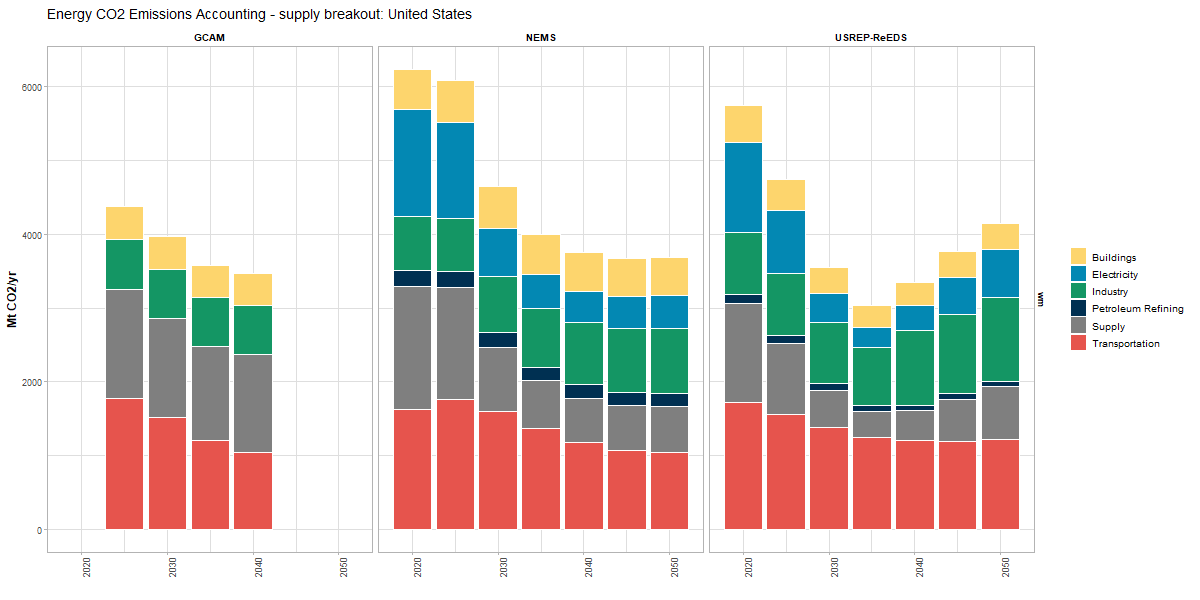 Energy CO2 Emissions Accounting - supply breakout: United States
GCAM
NEMS
USREP-ReEDS
Mt CO2/yr
6000
4000
2000
0
2020
2030
2040
2050
2020
2030
2040
2050
2020
2030
2040
2050
wm
Buildings
Electricity
Industry
Petroleum Refining
Supply
Transportation